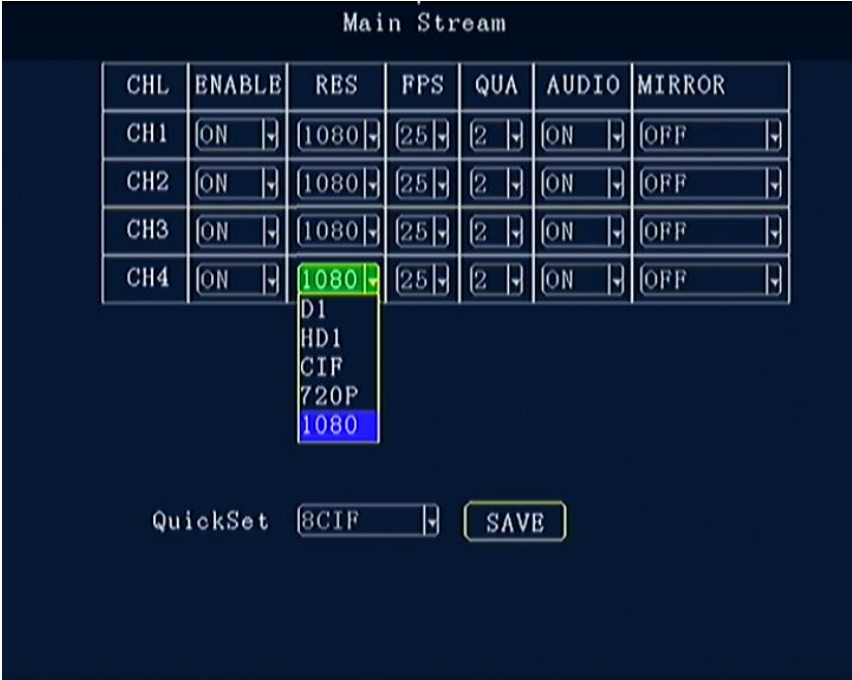 Main Stream
CHL ENABLE RES FPS QUA AUDIO MIRROR
CH1 ON 1080 25 2 ON OFF
CH2 ON 1080 25 2 ON OFF
CH3 ON 1080 25 2 ON OFF
CH4 ON 1080 25 2 ON OFF
D1
HD1
CIF
720P
1080
QuickSet 8CIF SAVE